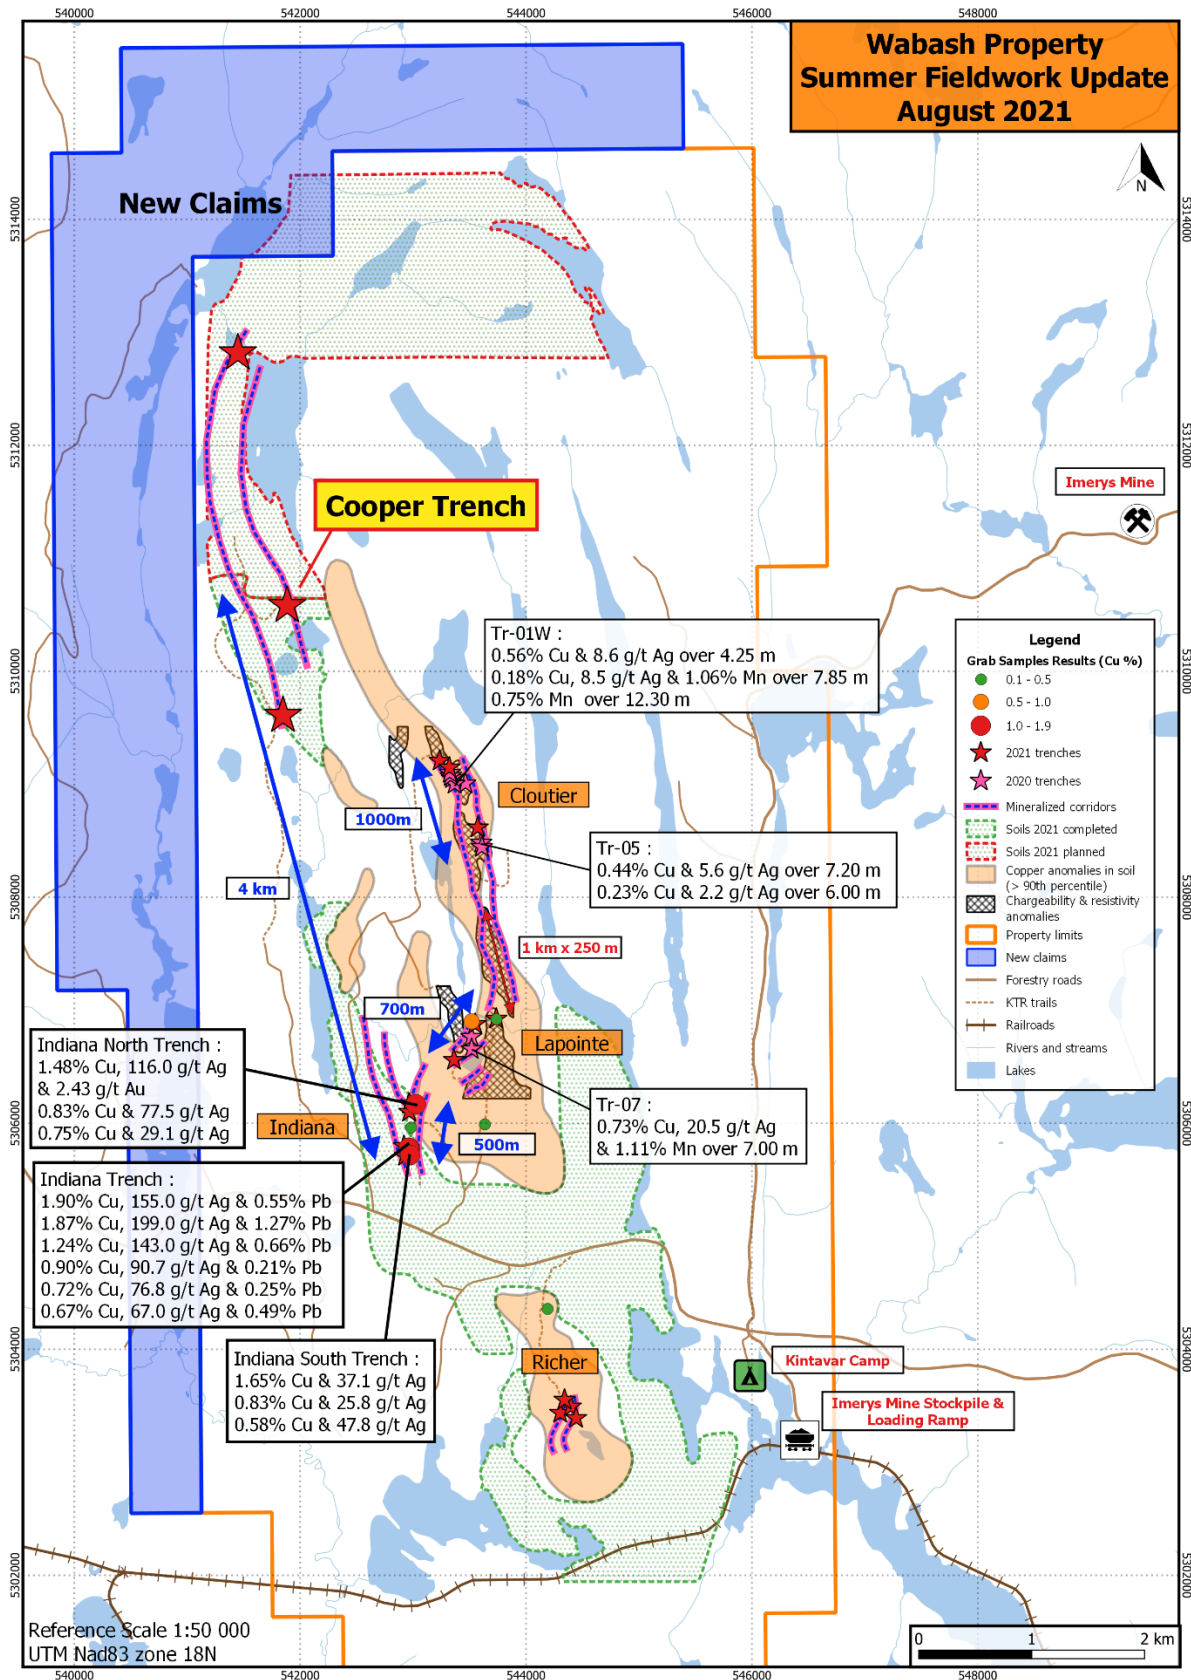 540000
542000
544000
546000
548000
Wabash Property
Summer Fieldwork Update
August 2021
N
New Claims
5314000
5314000
5312000
5312000
Cooper Trench
Imerys Mine
Tr-01W :
0.56% Cu & 8.6 g/t Ag over 4.25 m
0.18% Cu, 8.5 g/t Ag & 1.06% Mn over 7.85 m
0.75% Mn over 12.30 m
5310000
5310000
Legend
Grab Samples Results (Cu %)
0.1 - 0.5
0.5 - 1.0
1.0 - 1.9
2021 trenches
2020 trenches
Mineralized corridors
Soils 2021 completed
Soils 2021 planned
Copper anomalies in soil
(> 90th percentile)
Chargeability & resistivity
anomalies
Property limits
New claims
Forestry roads
KTR trails
Railroads
Rivers and streams
Lakes
Cloutier
1000m
Tr-05 :
0.44% Cu & 5.6 g/t Ag over 7.20 m
0.23% Cu & 2.2 g/t Ag over 6.00 m
4 km
5308000
5308000
1 km x 250 m
700m
Lapointe
Indiana North Trench :
1.48% Cu, 116.0 g/t Ag
& 2.43 g/t Au
0.83% Cu & 77.5 g/t Ag
0.75% Cu & 29.1 g/t Ag
Tr-07 :
0.73% Cu, 20.5 g/t Ag
& 1.11% Mn over 7.00 m
5306000
5306000
Indiana
500m
Indiana Trench :
1.90% Cu, 155.0 g/t Ag & 0.55% Pb
1.87% Cu, 199.0 g/t Ag & 1.27% Pb
1.24% Cu, 143.0 g/t Ag & 0.66% Pb
0.90% Cu, 90.7 g/t Ag & 0.21% Pb
0.72% Cu, 76.8 g/t Ag & 0.25% Pb
0.67% Cu, 67.0 g/t Ag & 0.49% Pb
5304000
5304000
Indiana South Trench :
1.65% Cu & 37.1 g/t Ag
0.83% Cu & 25.8 g/t Ag
0.58% Cu & 47.8 g/t Ag
Richer
Kintavar Camp
Imerys Mine Stockpile &
Loading Ramp
5302000
5302000
Reference Scale 1:50 000
UTM Nad83 zone 18N
0
1
2 km
540000
542000
544000
546000
548000